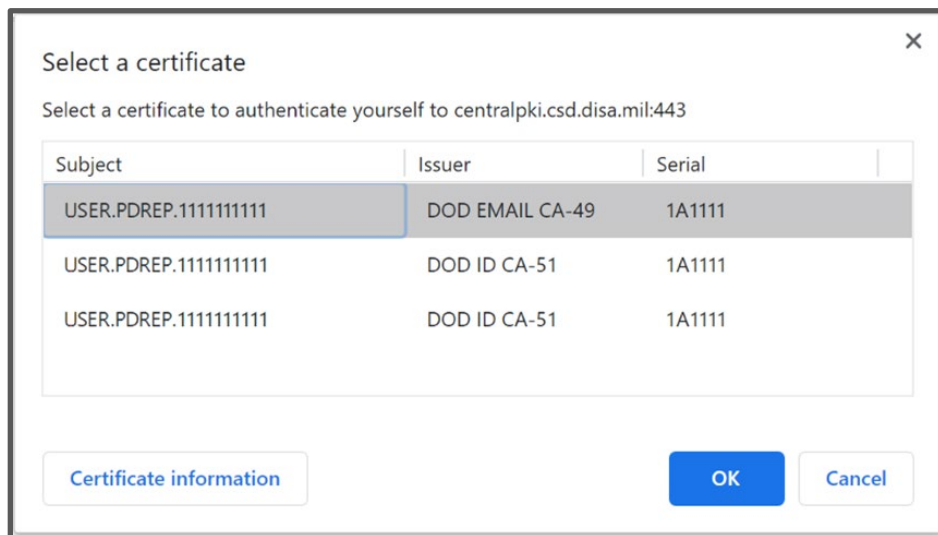 Select a certificate
Select a certificate to authenticate yourself to centralpki.csd.disa.mil:443
Subject Issuer Serial
USER.PDREP.1111111111 DOD EMAIL CA-49 1A1111
USER.PDREP.1111111111 DOD ID CA-51 1A1111
USER.PDREP.1111111111 DOD ID CA-51 1A1111
Certificate information OK Cancel